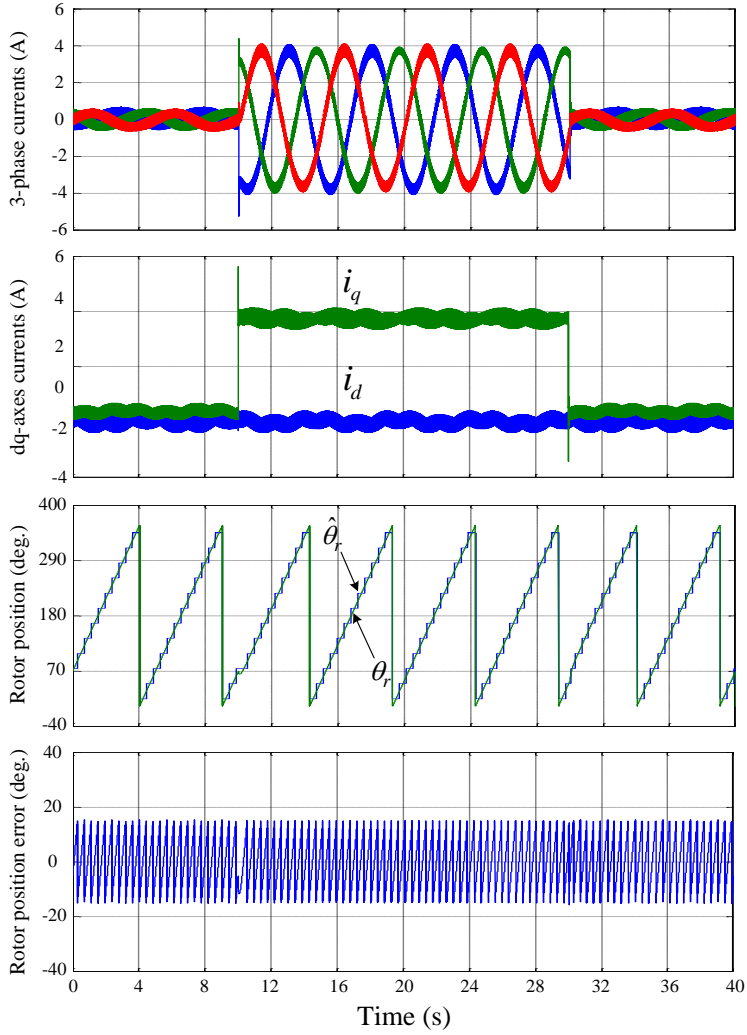 3-phase currents (A)
6
4
2
0
-2
-4
-6
dq-axes currents (A)
6
4
2
0
-2
-4
i_q
i_d
Rotor position (deg.)
400
290
180
70
-40
θ̂_r
θ_r
Rotor position error (deg.)
40
20
0
-20
-40
0 4 8 12 16 20 24 28 32 36 40
Time (s)